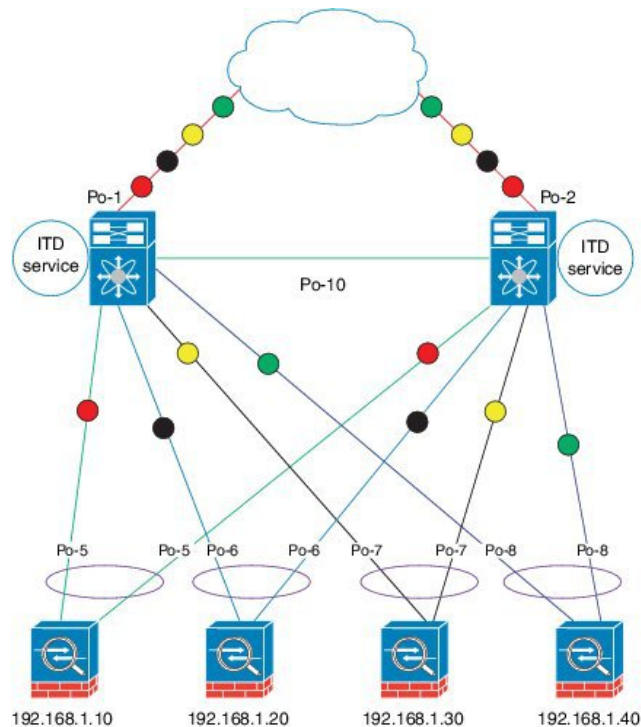 Po-1
Po-2
ITD
service
ITD
service
Po-10
Po-5
Po-5
Po-6
Po-6
Po-7
Po-7
Po-8
Po-8
192.168.1.10
192.168.1.20
192.168.1.30
192.168.1.40